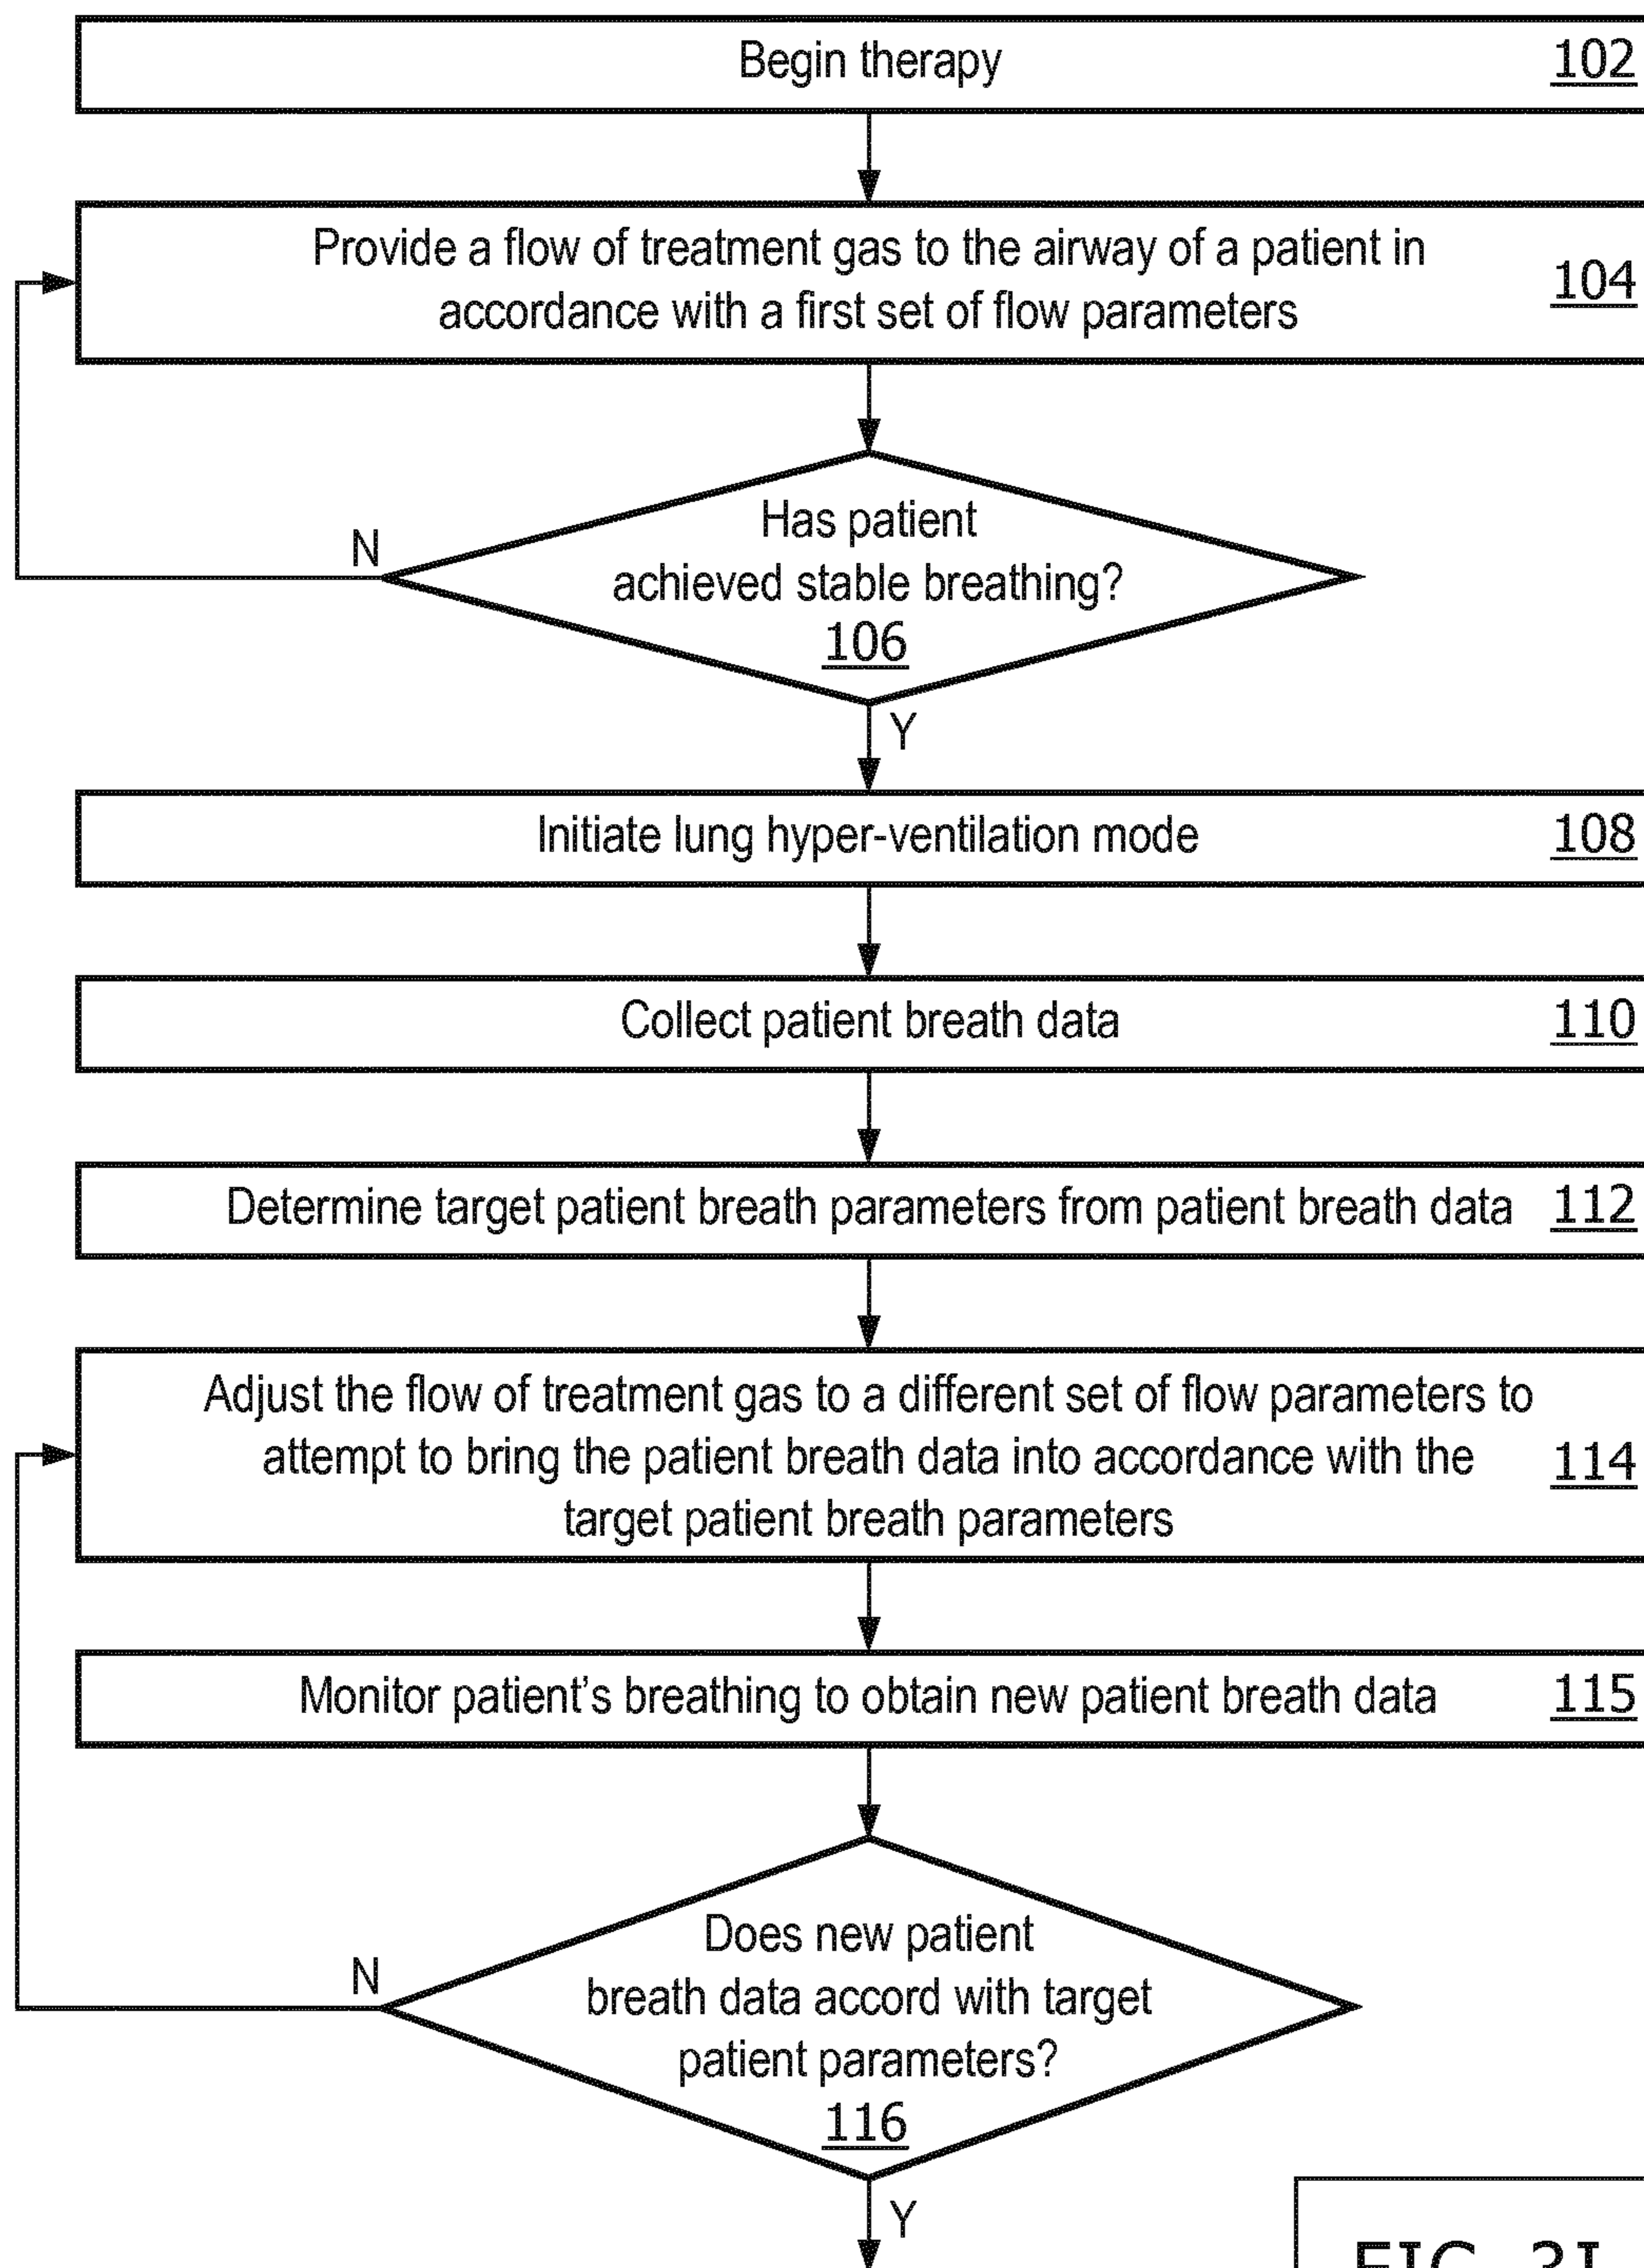 Begin therapy 102
Provide a flow of treatment gas to the airway of a patient in
accordance with a first set of flow parameters
104
Has patient
achieved stable breathing?
106
N
Y
Initiate lung hyper-ventilation mode 108
Collect patient breath data 110
Determine target patient breath parameters from patient breath data 112
Adjust the flow of treatment gas to a different set of flow parameters to
attempt to bring the patient breath data into accordance with the
target patient breath parameters
114
Monitor patient’s breathing to obtain new patient breath data 115
Does new patient
breath data accord with target
patient parameters?
116
N
Y
FIG. 3